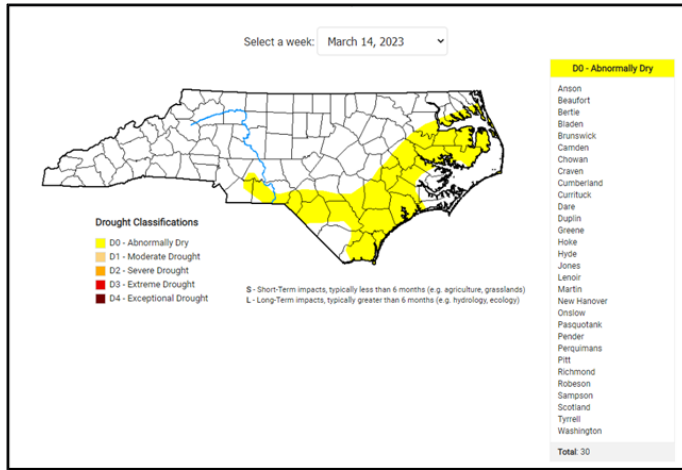 Select a week: March 14, 2023
D0 - Abnormally Dry
Anson
Beaufort
Bertie
Bladen
Brunswick
Camden
Chowan
Craven
Cumberland
Currituck
Dare
Duplin
Greene
Hoke
Hyde
Jones
Lenoir
Martin
New Hanover
Onslow
Pasquotank
Pender
Perquimans
Pitt
Richmond
Robeson
Sampson
Scotland
Tyrrell
Washington
Total: 30
Drought Classifications
D0 - Abnormally Dry
D1 - Moderate Drought
D2 - Severe Drought
D3 - Extreme Drought
D4 - Exceptional Drought
S - Short-Term impacts, typically less than 6 months (e.g. agriculture, grasslands)
L - Long-Term impacts, typically greater than 6 months (e.g. hydrology, ecology)